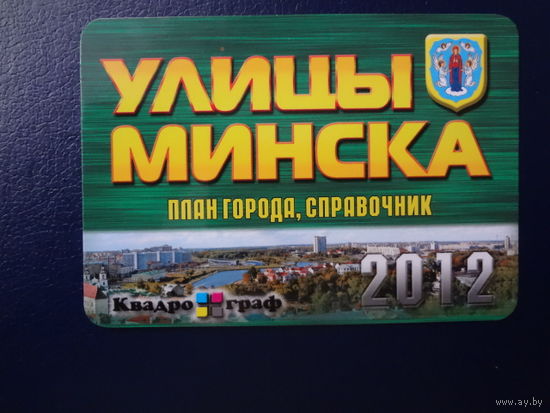 УЛИЦЫ
МИНСКА
ПЛАН ГОРОДА, СПРАВОЧНИК
2012
Квадро граф
www.ay.by